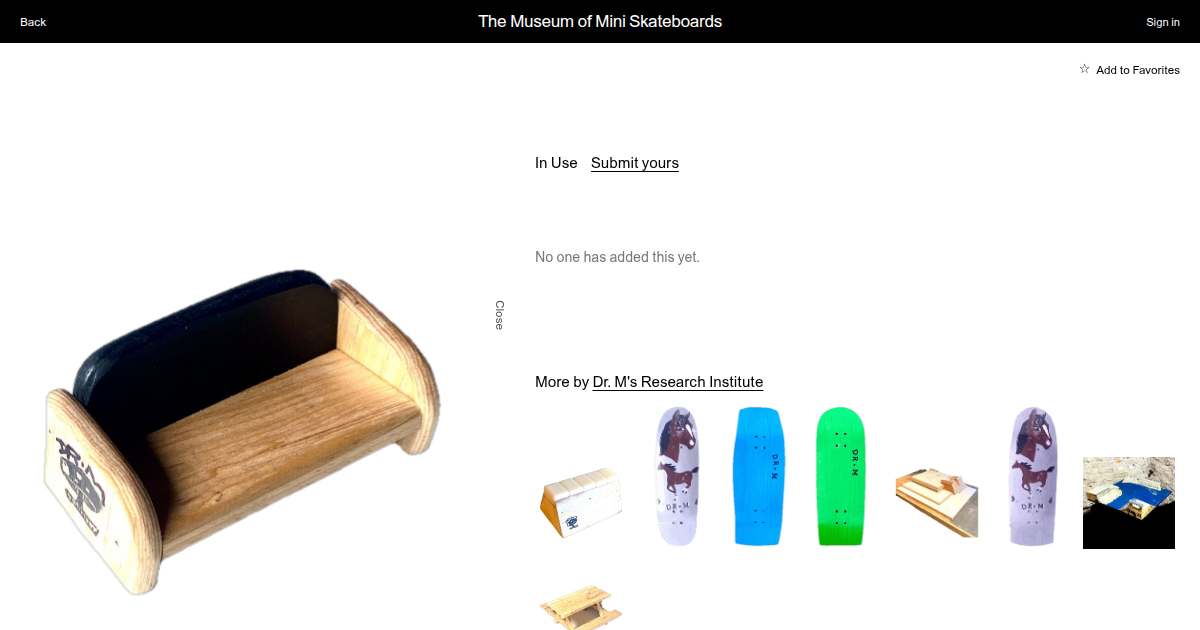 Back
The Museum of Mini Skateboards
Sign in
☆ Add to Favorites
In Use Submit yours
No one has added this yet.
Close
More by Dr. M's Research Institute
DR•M
DR•M
DR•M
DR•M